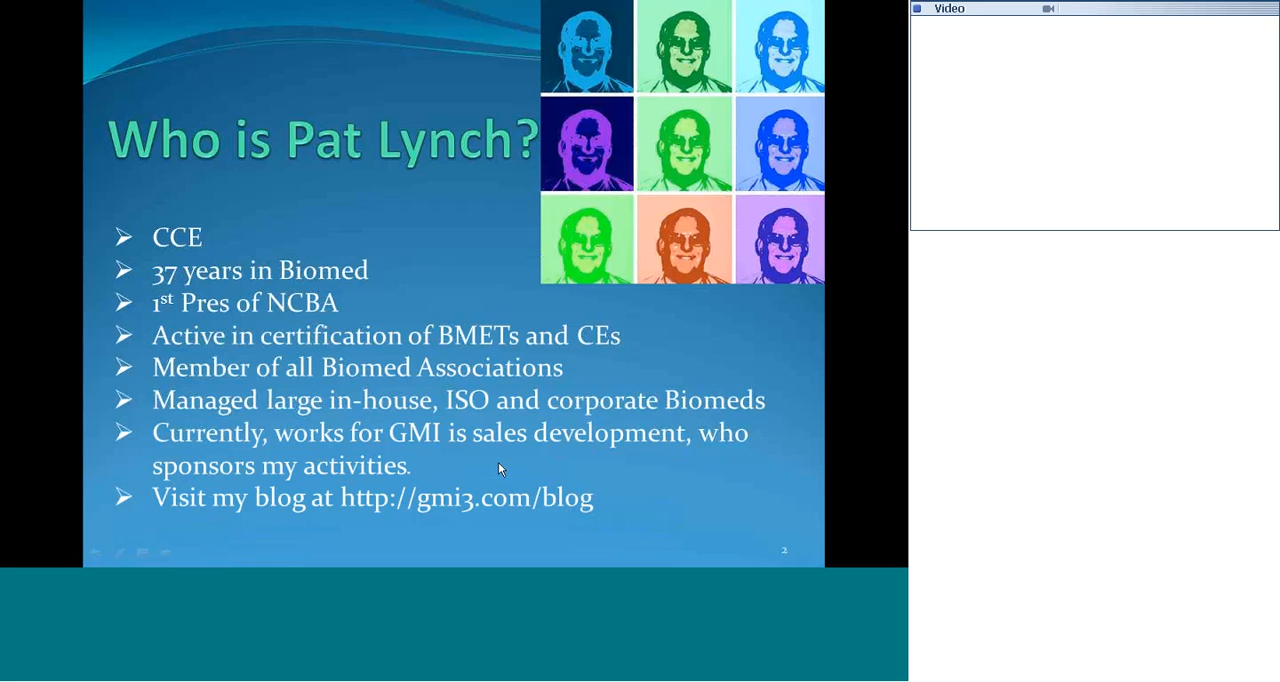 Video
Who is Pat Lynch?
➢ CCE
➢ 37 years in Biomed
➢ 1st Pres of NCBA
➢ Active in certification of BMETs and CEs
➢ Member of all Biomed Associations
➢ Managed large in-house, ISO and corporate Biomeds
➢ Currently, works for GMI is sales development, who
sponsors my activities.
➢ Visit my blog at http://gmi3.com/blog
2